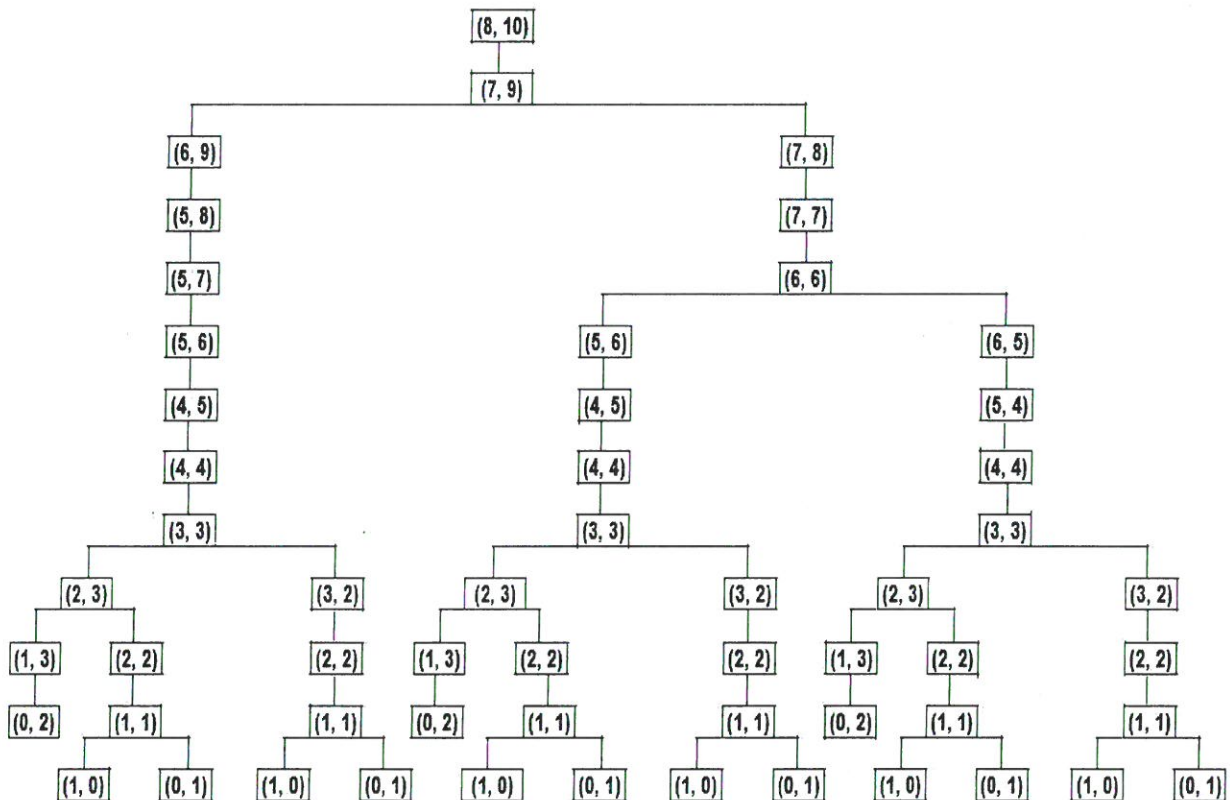 (8, 10)
(7, 9)
(6, 9) (7, 8)
(5, 8) (7, 7)
(5, 7) (6, 6)
(5, 6) (5, 6) (6, 5)
(4, 5) (4, 5) (5, 4)
(4, 4) (4, 4) (4, 4)
(3, 3) (3, 3) (3, 3)
(2, 3) (3, 2) (2, 3) (3, 2) (2, 3) (3, 2)
(1, 3) (2, 2) (2, 2) (1, 3) (2, 2) (2, 2) (1, 3) (2, 2) (2, 2)
(0, 2) (1, 1) (1, 1) (0, 2) (1, 1) (1, 1) (0, 2) (1, 1) (1, 1)
(1, 0) (0, 1) (1, 0) (0, 1) (1, 0) (0, 1) (1, 0) (0, 1) (1, 0) (0, 1) (1, 0) (0, 1)